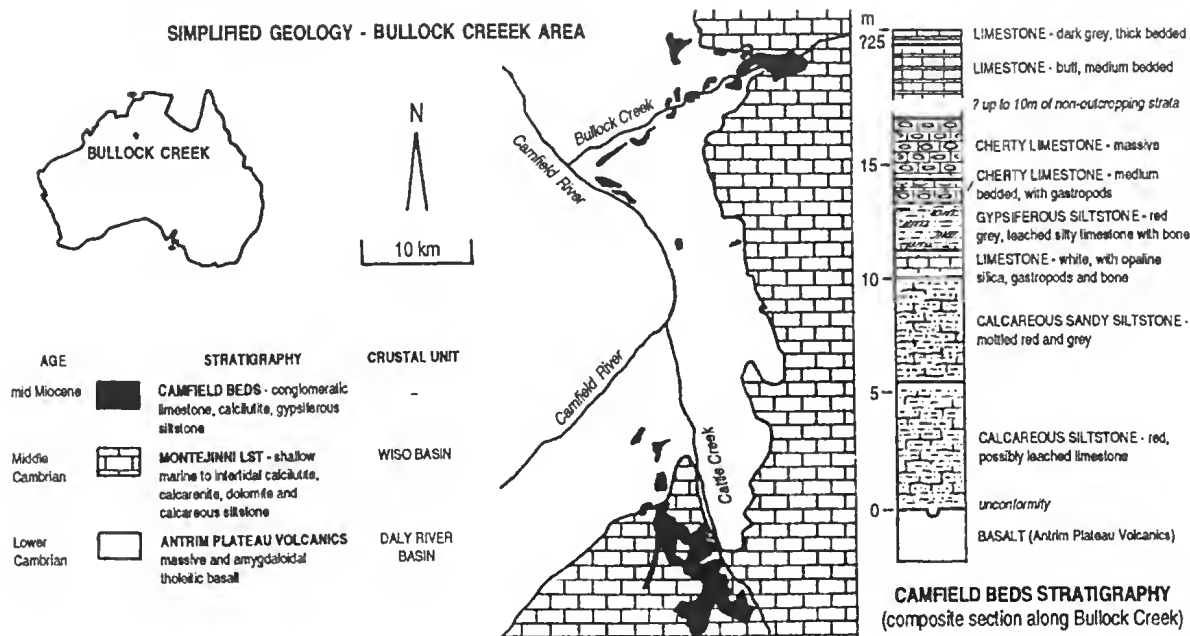 SIMPLIFIED GEOLOGY - BULLOCK CREEEK AREA
BULLOCK CREEK
N
10 km
Bullock Creek
Camfield River
Camfield River
Cattle Creek
AGE
STRATIGRAPHY
CRUSTAL UNIT
mid Miocene
CAMFIELD BEDS - conglomeralic
limestone, calcilutite, gypsiferous
siltstone
-
Middle
Cambrian
MONTEJINNI LST - shallow
marine to intertidal calcilutite,
calcarenite, dolomite and
calcareous siltstone
WISO BASIN
Lower
Cambrian
ANTRIM PLATEAU VOLCANICS
massive and amygdaloidal
tholeiitic basalt
DALY RIVER
BASIN
m
?25
15
10
5
0
LIMESTONE - dark grey, thick bedded
LIMESTONE - buff, medium bedded
? up to 10m of non-outcropping strata
CHERTY LIMESTONE - massive
CHERTY LIMESTONE - medium
bedded, with gastropods
GYPSIFEROUS SILTSTONE - red
grey, leached silty limestone with bone
LIMESTONE - white, with opaline
silica, gastropods and bone
CALCAREOUS SANDY SILTSTONE -
mottled red and grey
CALCAREOUS SILTSTONE - red,
possibly leached limestone
unconformity
BASALT (Antrim Plateau Volcanics)
CAMFIELD BEDS STRATIGRAPHY
(composite section along Bullock Creek)